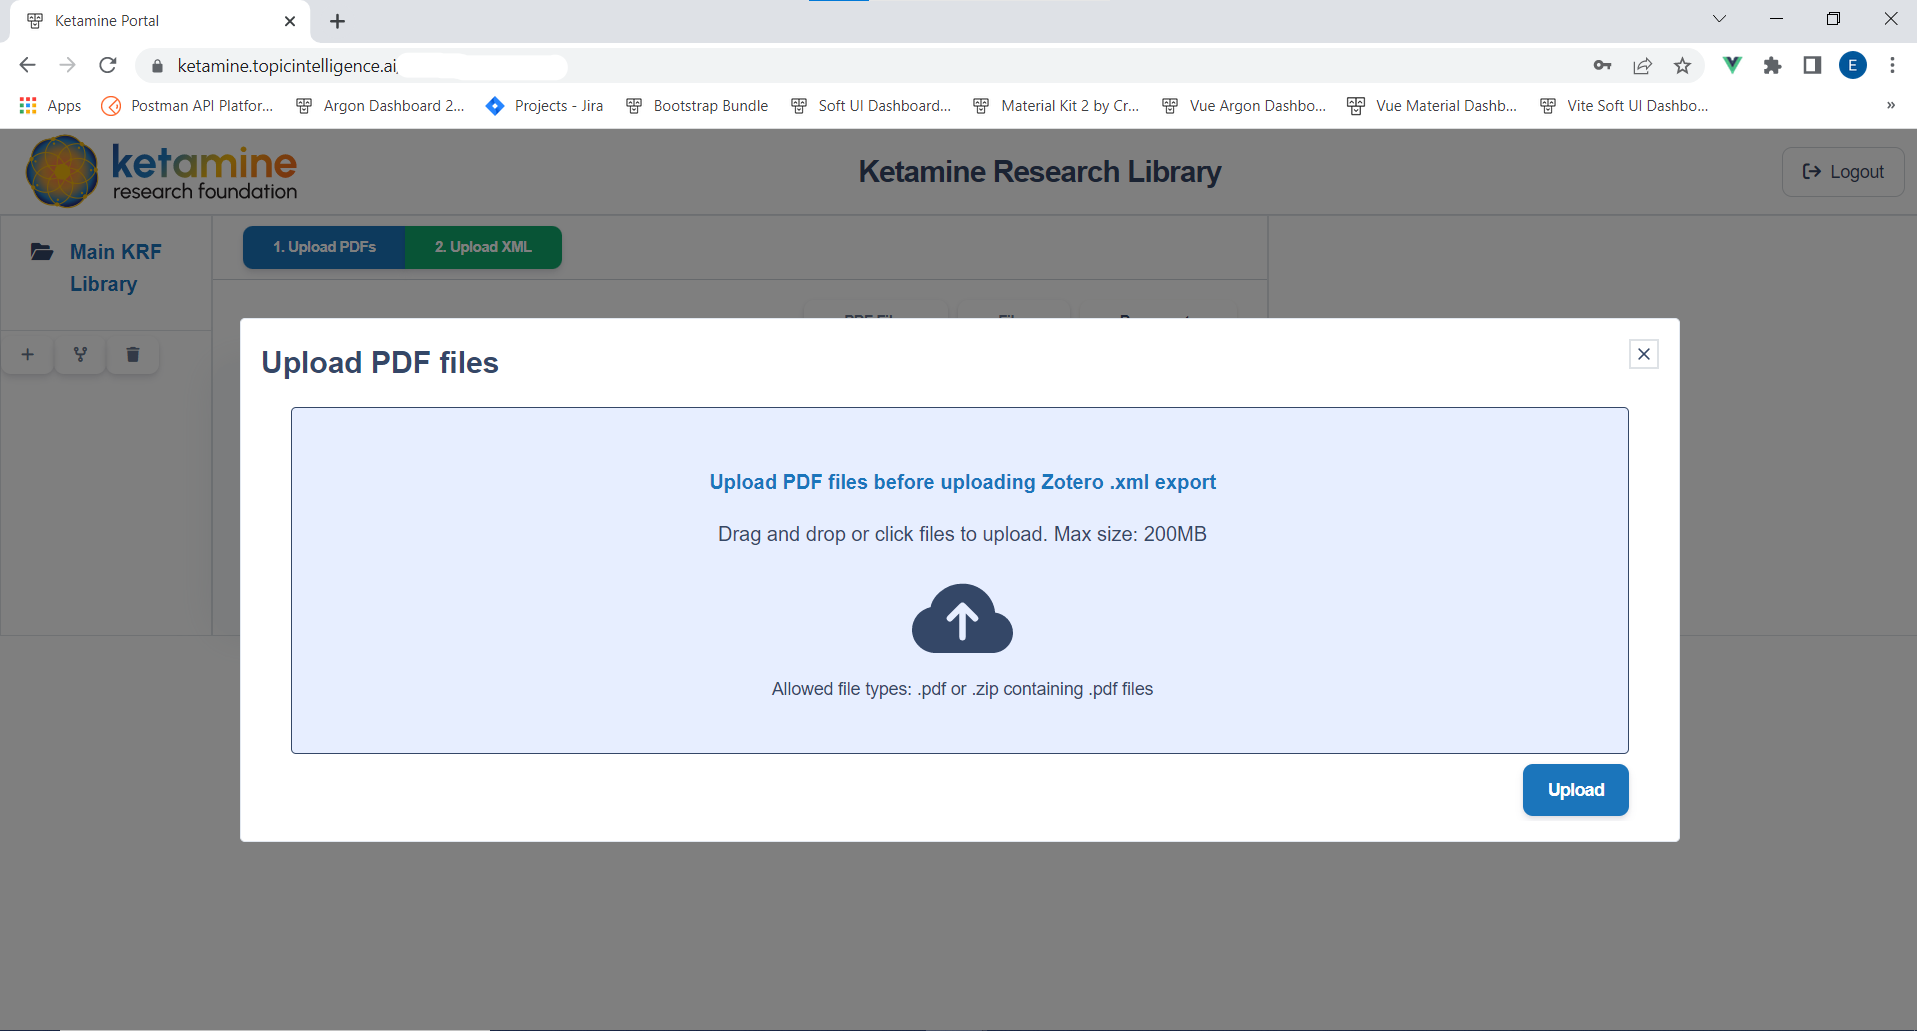 Ketamine Portal
ketamine.topicintelligence.ai
E
Apps
Postman API Platfor...
Argon Dashboard 2...
Projects - Jira
Bootstrap Bundle
Soft UI Dashboard...
Material Kit 2 by Cr...
Vue Argon Dashbo...
Vue Material Dashb...
Vite Soft UI Dashbo...
»
ketamine
research foundation
Ketamine Research Library
Logout
Main KRF
Library
1. Upload PDFs
2. Upload XML
Upload PDF files
Upload PDF files before uploading Zotero .xml export
Drag and drop or click files to upload. Max size: 200MB
Allowed file types: .pdf or .zip containing .pdf files
Upload